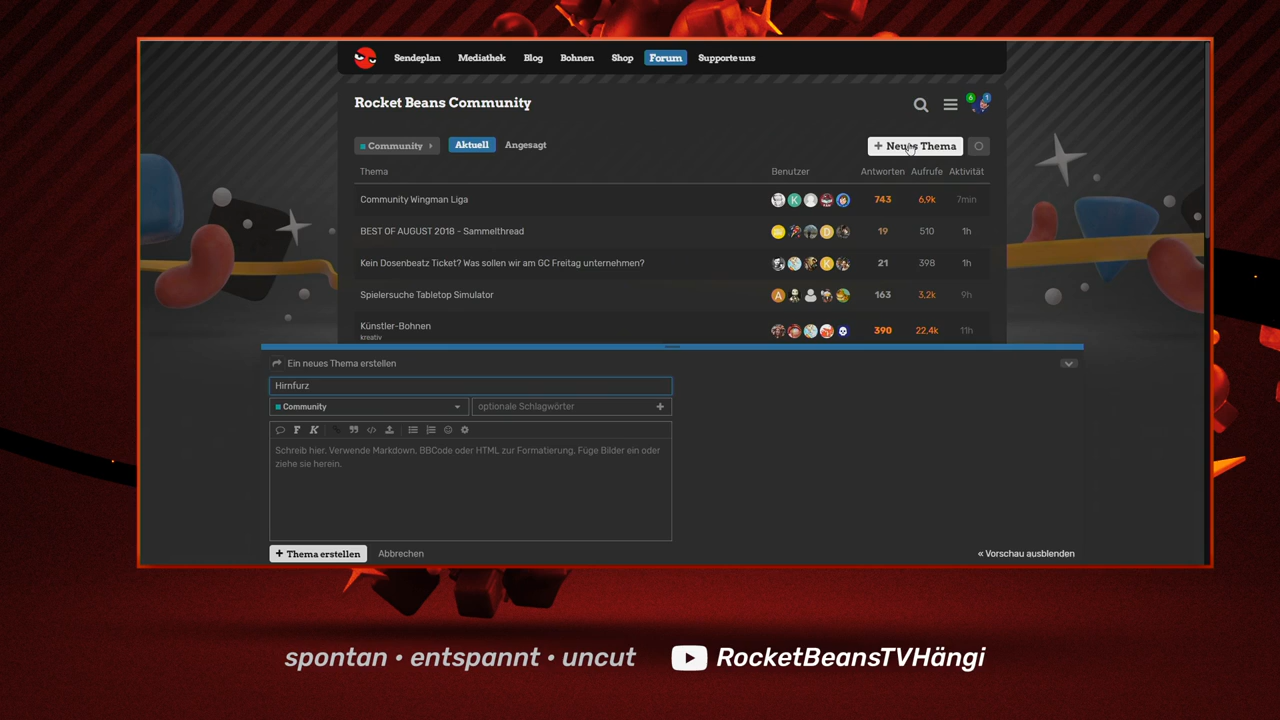 Sendeplan Mediathek Blog Bohnen Shop Forum Supporte uns
Rocket Beans Community
6 1
Community Aktuell Angesagt + Neues Thema
Thema Benutzer Antworten Aufrufe Aktivität
Community Wingman Liga K 743 6,9k 7min
BEST OF AUGUST 2018 - Sammelthread D 19 510 1h
Kein Dosenbeatz Ticket? Was sollen wir am GC Freitag unternehmen? K 21 398 1h
Spielersuche Tabletop Simulator A 163 3,2k 9h
Künstler-Bohnen 390 22,4k 11h
kreativ
Ein neues Thema erstellen
Hirnfurz
Community optionale Schlagwörter +
F K
Schreib hier. Verwende Markdown, BBCode oder HTML zur Formatierung. Füge Bilder ein oder
ziehe sie herein.
+ Thema erstellen Abbrechen « Vorschau ausblenden
spontan • entspannt • uncut RocketBeansTVHängi